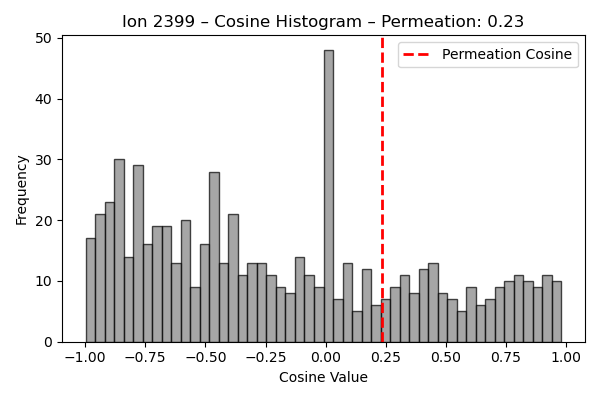 Ion 2399 – Cosine Histogram – Permeation: 0.23
Permeation Cosine
50
40
30
20
10
0
Frequency
−1.00 −0.75 −0.50 −0.25 0.00 0.25 0.50 0.75 1.00
Cosine Value